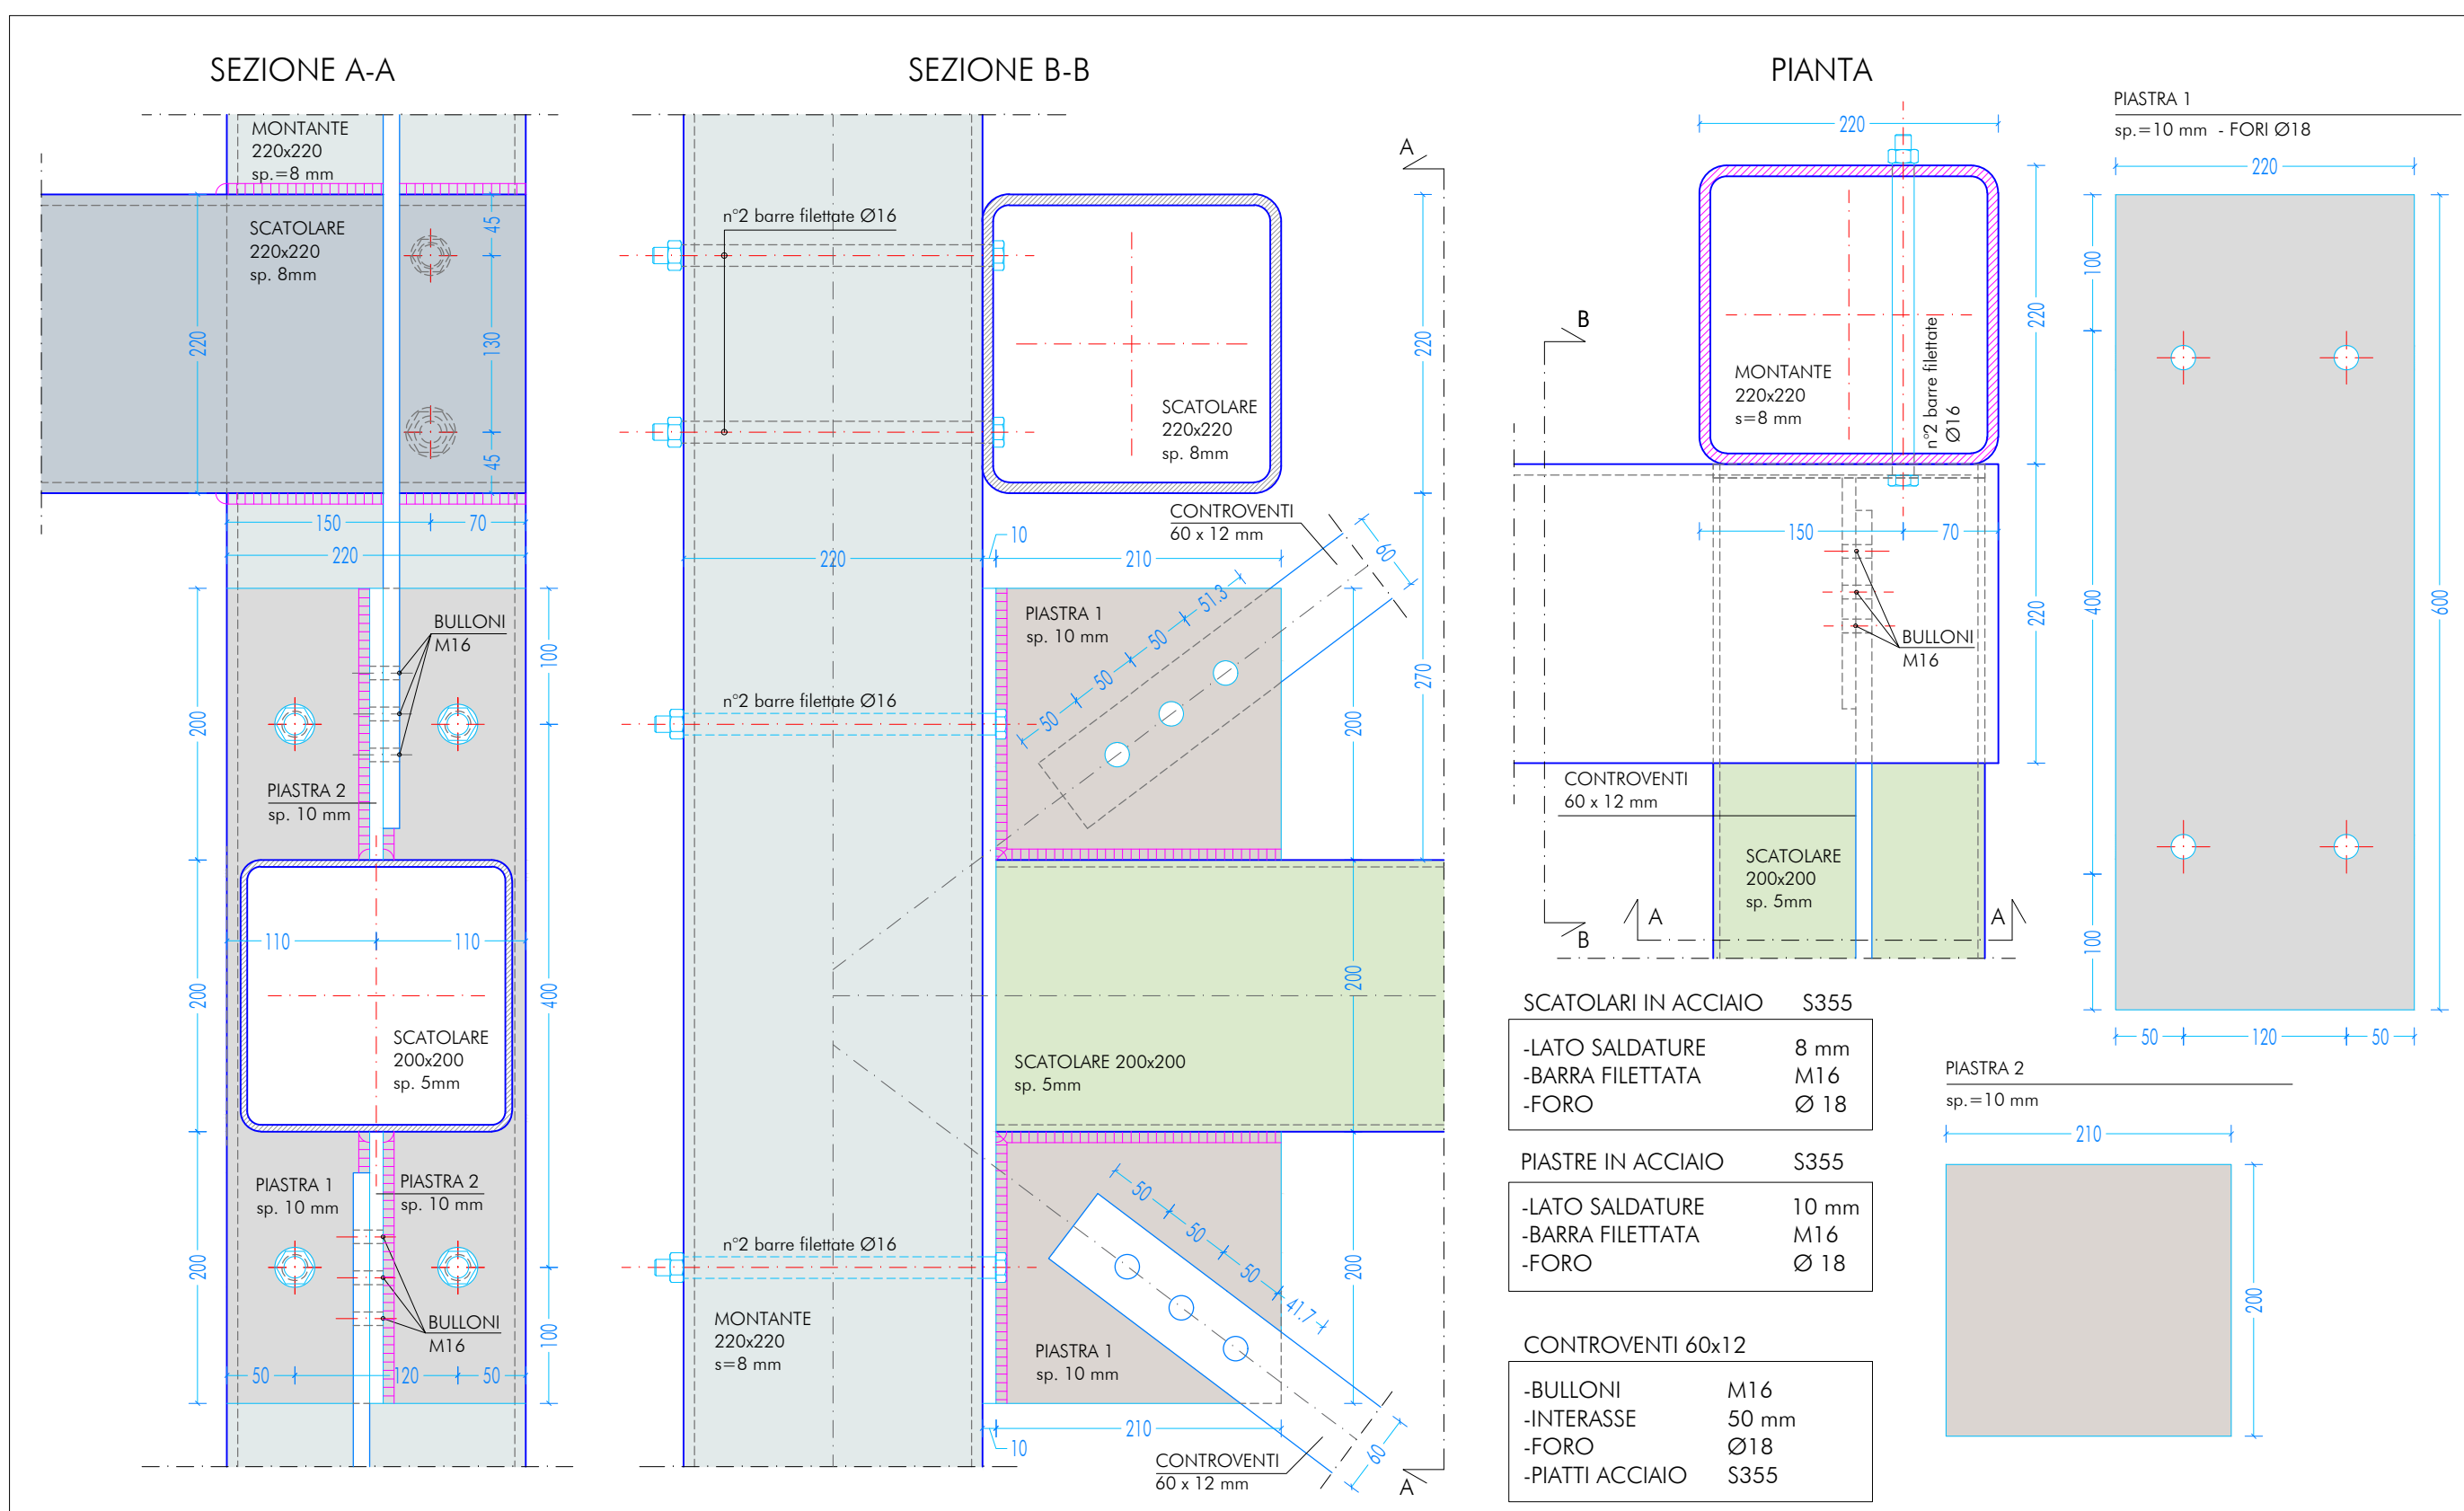 SEZIONE A-A
MONTANTE
220x220
sp.=8 mm
SCATOLARE
220x220
sp. 8mm
220
45
130
45
150
70
220
BULLONI
M16
200
100
PIASTRA 2
sp. 10 mm
110
110
200
400
SCATOLARE
200x200
sp. 5mm
PIASTRA 1
sp. 10 mm
PIASTRA 2
sp. 10 mm
200
BULLONI
M16
100
50
120
50
SEZIONE B-B
A
n°2 barre filettate Ø16
220
SCATOLARE
220x220
sp. 8mm
CONTROVENTI
60 x 12 mm
10
220
210
60
51.3
50
50
50
PIASTRA 1
sp. 10 mm
270
n°2 barre filettate Ø16
200
200
SCATOLARE 200x200
sp. 5mm
50
50
50
41.7
n°2 barre filettate Ø16
200
MONTANTE
220x220
s=8 mm
PIASTRA 1
sp. 10 mm
210
10
60
CONTROVENTI
60 x 12 mm
A
PIANTA
220
B
220
n°2 barre filettate
Ø16
MONTANTE
220x220
s=8 mm
150
70
220
BULLONI
M16
CONTROVENTI
60 x 12 mm
SCATOLARE
200x200
sp. 5mm
A
A
B
PIASTRA 1
sp.=10 mm - FORI Ø18
220
100
400
600
100
50
120
50
SCATOLARI IN ACCIAIO S355
-LATO SALDATURE 8 mm
-BARRA FILETTATA M16
-FORO Ø 18
PIASTRE IN ACCIAIO S355
-LATO SALDATURE 10 mm
-BARRA FILETTATA M16
-FORO Ø 18
CONTROVENTI 60x12
-BULLONI M16
-INTERASSE 50 mm
-FORO Ø18
-PIATTI ACCIAIO S355
PIASTRA 2
sp.=10 mm
210
200